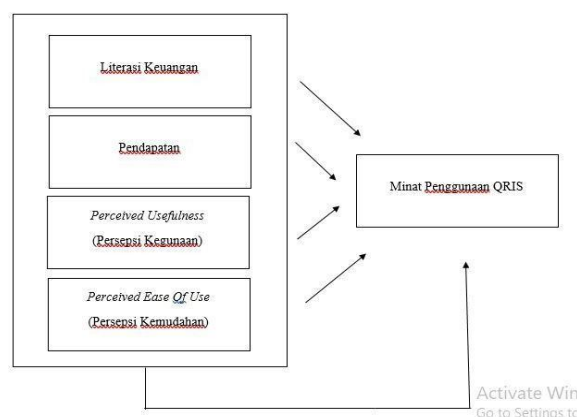 Literasi Keuangan
Pendapatan
Perceived Usefulness
(Persepsi Kegunaan)
Perceived Ease Of Use
(Persepsi Kemudahan)
Minat Penggunaan QRIS
Activate Win
Go to Settings to